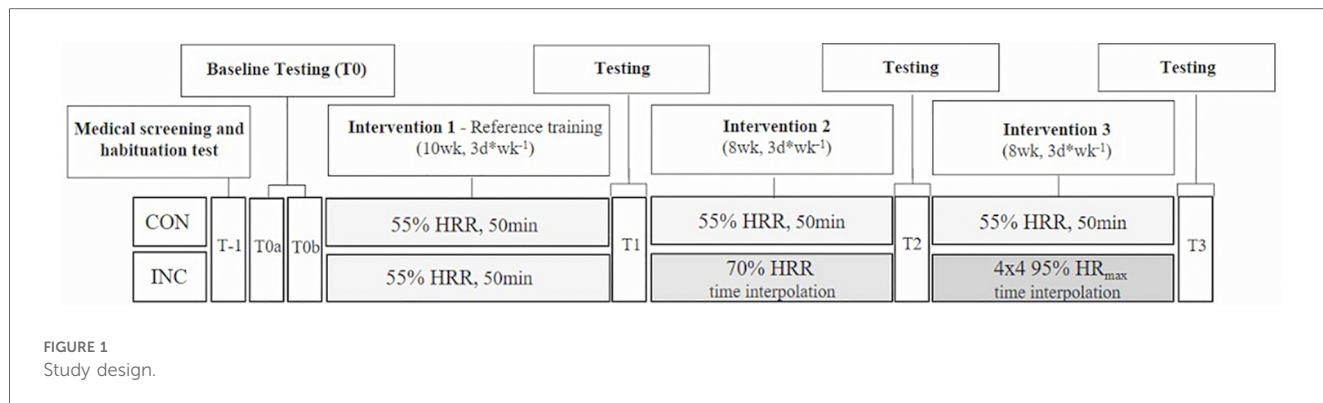 Baseline Testing (T0)
Testing
Testing
Testing
Medical screening and
habituation test
Intervention 1 - Reference training
(10wk, 3d*wk⁻¹)
Intervention 2
(8wk, 3d*wk⁻¹)
Intervention 3
(8wk, 3d*wk⁻¹)
CON
INC
T-1
T0a
T0b
55% HRR, 50min
55% HRR, 50min
T1
55% HRR, 50min
70% HRR
time interpolation
T2
55% HRR, 50min
4x4 95% HRmax
time interpolation
T3
FIGURE 1
Study design.